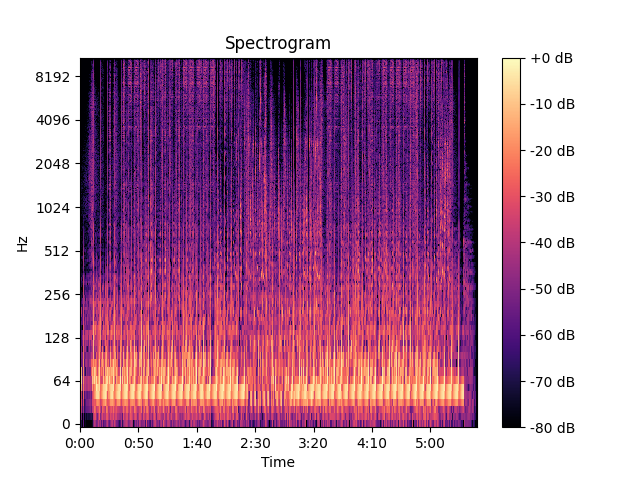 Spectrogram
8192
4096
2048
1024
512
256
128
64
0
Hz
0:00 0:50 1:40 2:30 3:20 4:10 5:00
Time
+0 dB
-10 dB
-20 dB
-30 dB
-40 dB
-50 dB
-60 dB
-70 dB
-80 dB